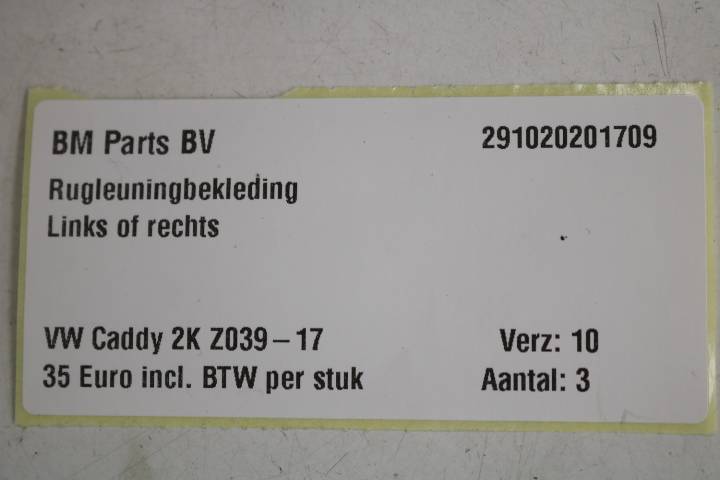 BM Parts BV 291020201709
Rugleuningbekleding
Links of rechts
VW Caddy 2K Z039 – 17 Verz: 10
35 Euro incl. BTW per stuk Aantal: 3